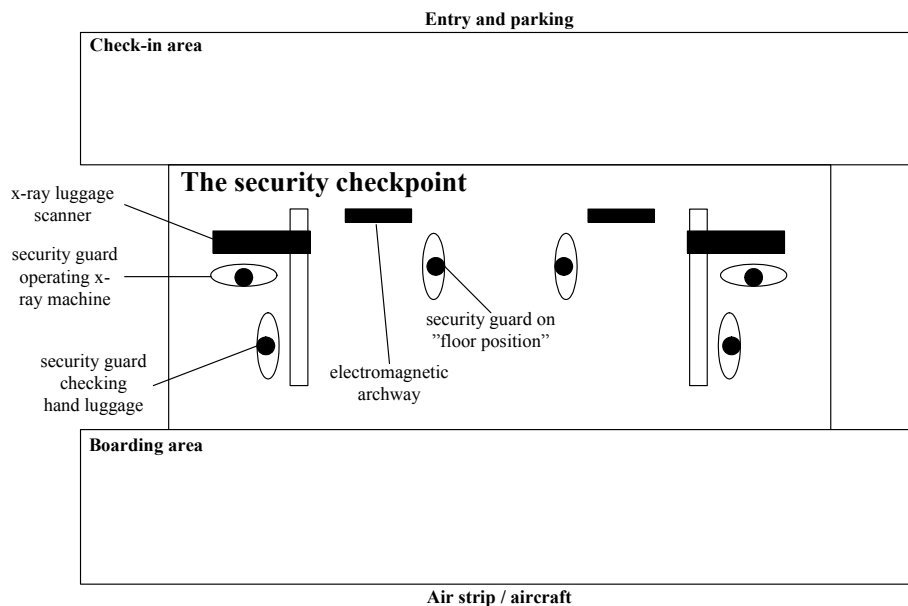 Entry and parking
Check-in area
The security checkpoint
x-ray luggage
scanner
security guard
operating x-
ray machine
security guard on
”floor position”
security guard
checking
hand luggage
electromagnetic
archway
Boarding area
Air strip / aircraft